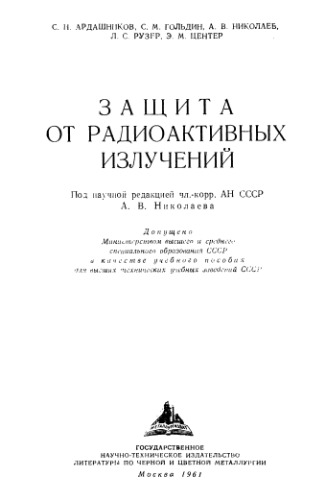 С. Н. АРДАШНИКОВ, С. М. ГОЛЬДИН, А. В. НИКОЛАЕВ,
Л. С. РУЗЕР, Э. М. ЦЕНТЕР
ЗАЩИТА
ОТ РАДИОАКТИВНЫХ
ИЗЛУЧЕНИЙ
Под научной редакцией чл.-корр. АН СССР
А. В. Николаева
Допущено
Министерством высшего и среднего
специального образования СССР
в качестве учебного пособия
для высших технических учебных заведений СССР
МЕТАЛЛУРГИЗДАТ
ГОСУДАРСТВЕННОЕ
НАУЧНО-ТЕХНИЧЕСКОЕ ИЗДАТЕЛЬСТВО
ЛИТЕРАТУРЫ ПО ЧЕРНОЙ И ЦВЕТНОЙ МЕТАЛЛУРГИИ
Москва 1961